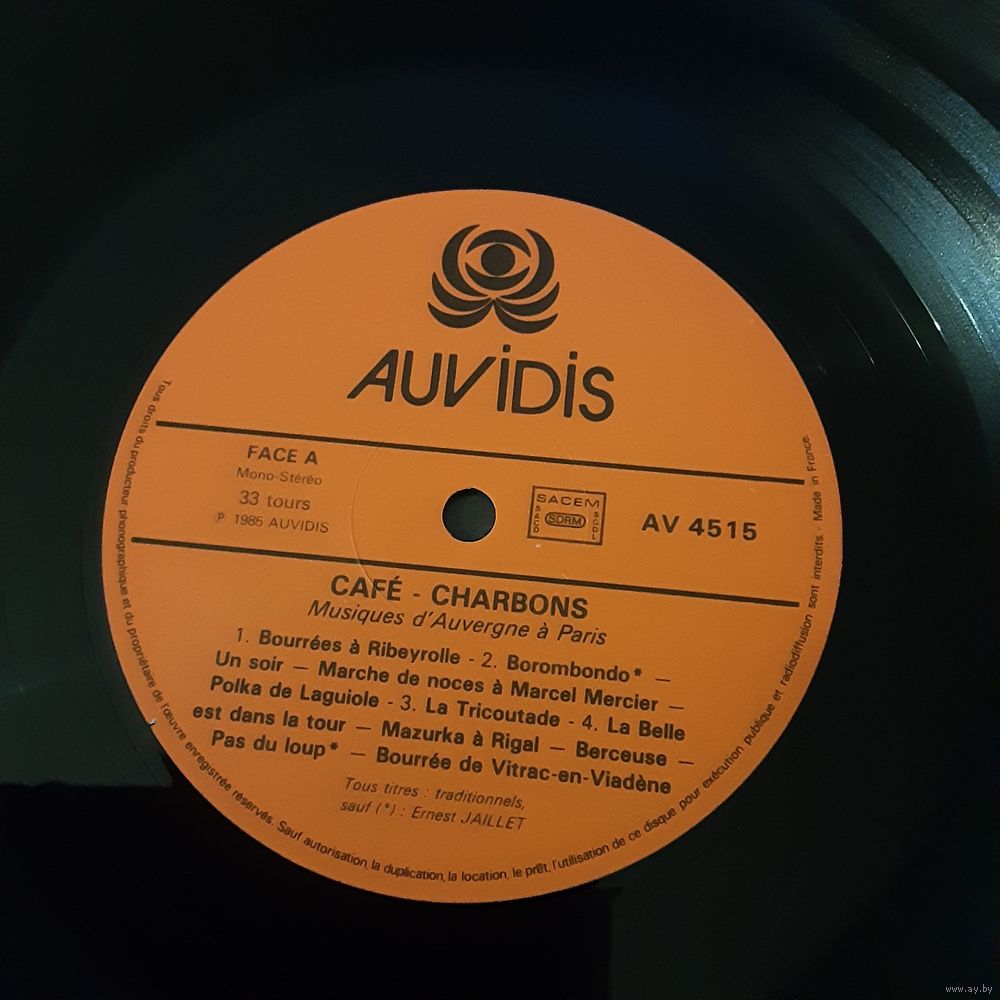 AUViDiS
FACE A
Mono-Stéréo
33 tours
℗ 1985 AUVIDIS
SACEM
SACD
SDRM
SGDL
AV 4515
CAFÉ - CHARBONS
Musiques d'Auvergne à Paris
1. Bourrées à Ribeyrolle - 2. Borombondo* —
Un soir — Marche de noces à Marcel Mercier —
Polka de Laguiole - 3. La Tricoutade - 4. La Belle
est dans la tour — Mazurka à Rigal — Berceuse —
Pas du loup* — Bourrée de Vitrac-en-Viadène
Tous titres : traditionnels,
sauf (*) : Ernest JAILLET
Tous droits du producteur phonographique et du propriétaire de l'œuvre enregistrée réservés. Sauf autorisation, la duplication, la location, le prêt, l'utilisation de ce disque pour exécution publique et radiodiffusion sont interdits. - Made in France.
www.ay.by